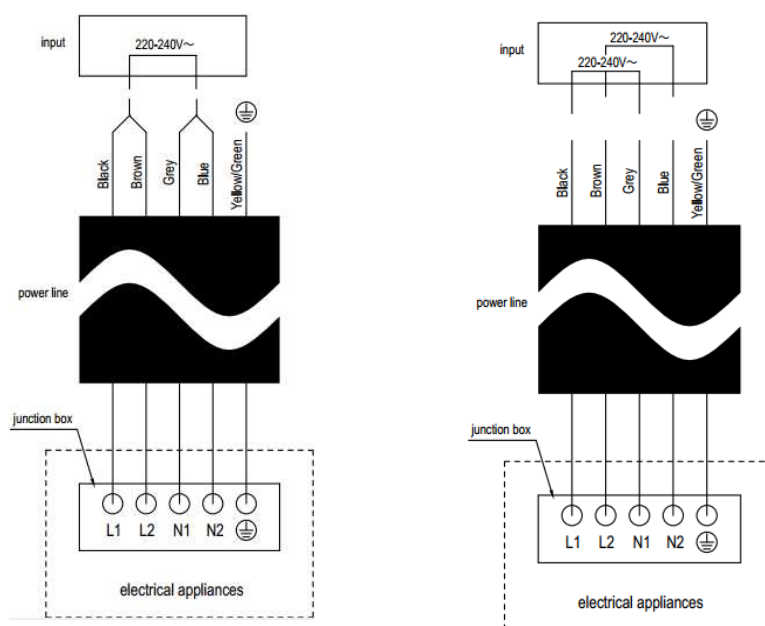 input
220-240V～
Black
Brown
Grey
Blue
Yellow/Green
power line
junction box
L1
L2
N1
N2
electrical appliances
input
220-240V～
220-240V～
Black
Brown
Grey
Blue
Yellow/Green
power line
junction box
L1
L2
N1
N2
electrical appliances